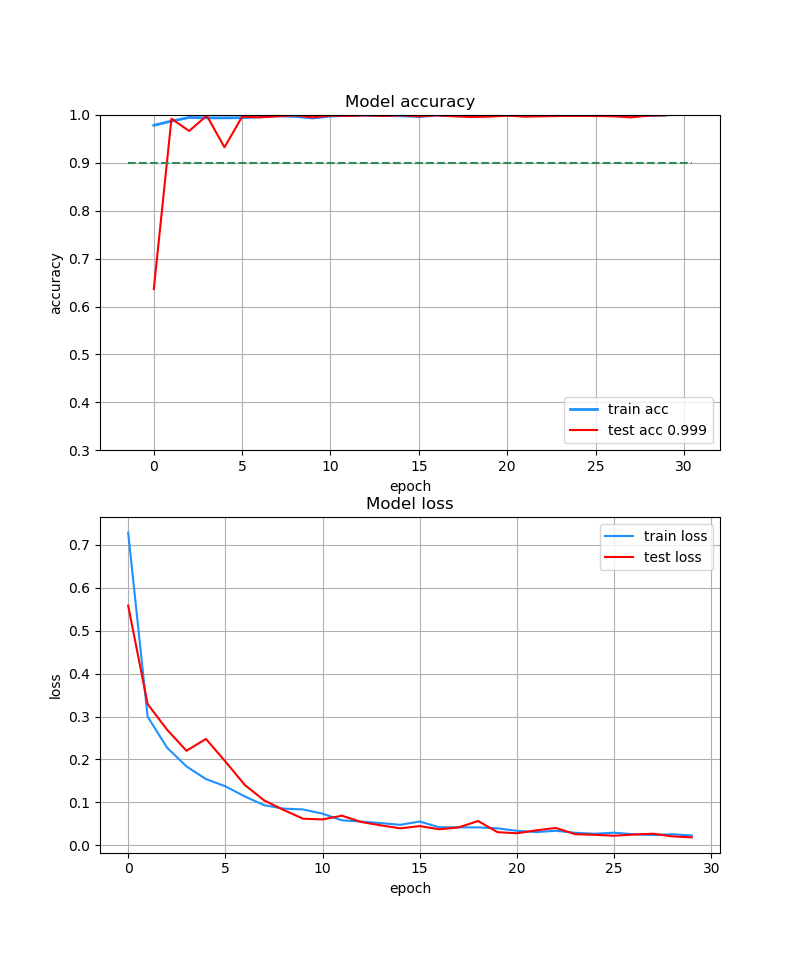 Model accuracy
1.0
0.9
0.8
0.7
0.6
0.5
0.4
0.3
accuracy
train acc
test acc 0.999
0 5 10 15 20 25 30
epoch
Model loss
0.7
0.6
0.5
0.4
0.3
0.2
0.1
0.0
loss
train loss
test loss
0 5 10 15 20 25 30
epoch